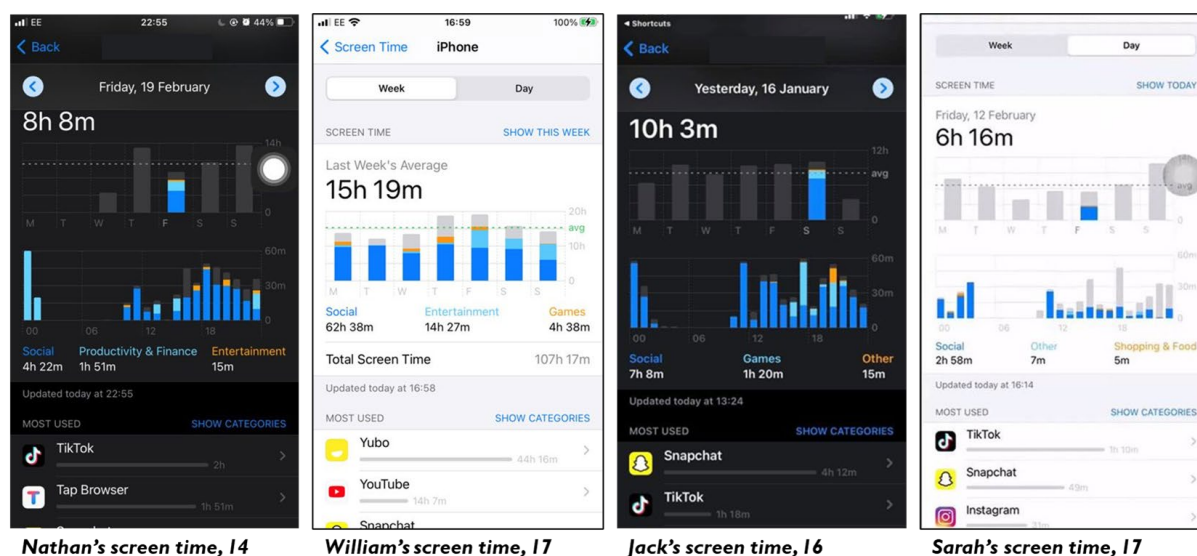 EE 22:55 44%
Back
Friday, 19 February
8h 8m
14h
0
M T W T F S S
60m
30m
0
00 06 12 18
Social Productivity & Finance Entertainment
4h 22m 1h 51m 15m
Updated today at 22:55
MOST USED SHOW CATEGORIES
TikTok
2h
Tap Browser
1h 51m
Nathan's screen time, 14
EE 16:59 100%
Screen Time iPhone
Week Day
SCREEN TIME SHOW THIS WEEK
Last Week's Average
15h 19m
20h
avg
10h
0
M T W T F S S
Social Entertainment Games
62h 38m 14h 27m 4h 38m
Total Screen Time 107h 17m
Updated today at 16:58
MOST USED SHOW CATEGORIES
Yubo
44h 16m
YouTube
14h 7m
Snapchat
William's screen time, 17
Shortcuts
Back
Yesterday, 16 January
10h 3m
12h
avg
0
M T W T F S S
60m
30m
0
00 06 12 18
Social Games Other
7h 8m 1h 20m 15m
Updated today at 13:24
MOST USED SHOW CATEGORIES
Snapchat
4h 12m
TikTok
1h 18m
Jack's screen time, 16
Week Day
SCREEN TIME SHOW TODAY
Friday, 12 February
6h 16m
avg
0
M T W T F S S
60m
30m
0
00 06 12 18
Social Other Shopping & Food
2h 58m 7m 5m
Updated today at 16:14
MOST USED SHOW CATEGORIES
TikTok
1h 10m
Snapchat
49m
Instagram
Sarah's screen time, 17